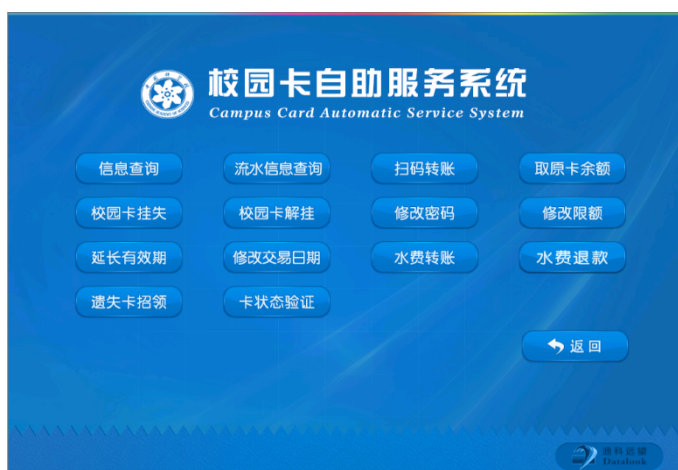 校园卡自助服务系统
Campus Card Automatic Service System
信息查询 流水信息查询 扫码转账 取原卡余额
校园卡挂失 校园卡解挂 修改密码 修改限额
延长有效期 修改交易日期 水费转账 水费退款
遗失卡招领 卡状态验证
返回
Datalook